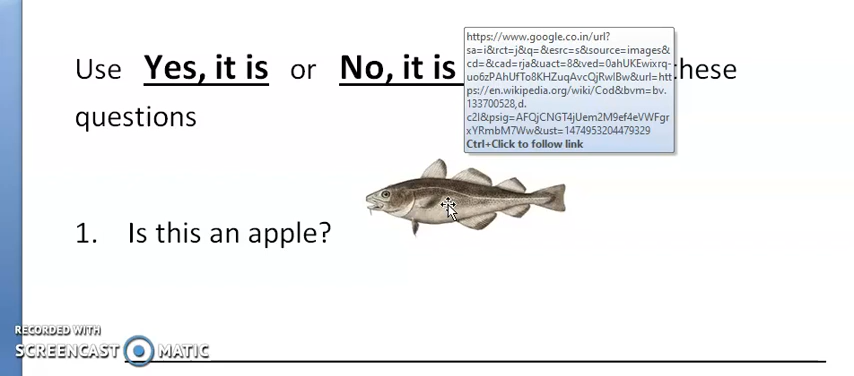 Use Yes, it is or No, it is hese
questions
https://www.google.co.in/url?
sa=i&rct=j&q=&esrc=s&source=images&
cd=&cad=rja&uact=8&ved=0ahUKEwixrq-
uo6zPAhUfTo8KHZuqAvcQjRwIBw&url=htt
ps://en.wikipedia.org/wiki/Cod&bvm=bv.
133700528,d.
c2I&psig=AFQjCNGT4jUem2M9ef4eVWFgr
xYRmbM7Ww&ust=1474953204479329
Ctrl+Click to follow link
1. Is this an apple?
RECORDED WITH
SCREENCAST MATIC